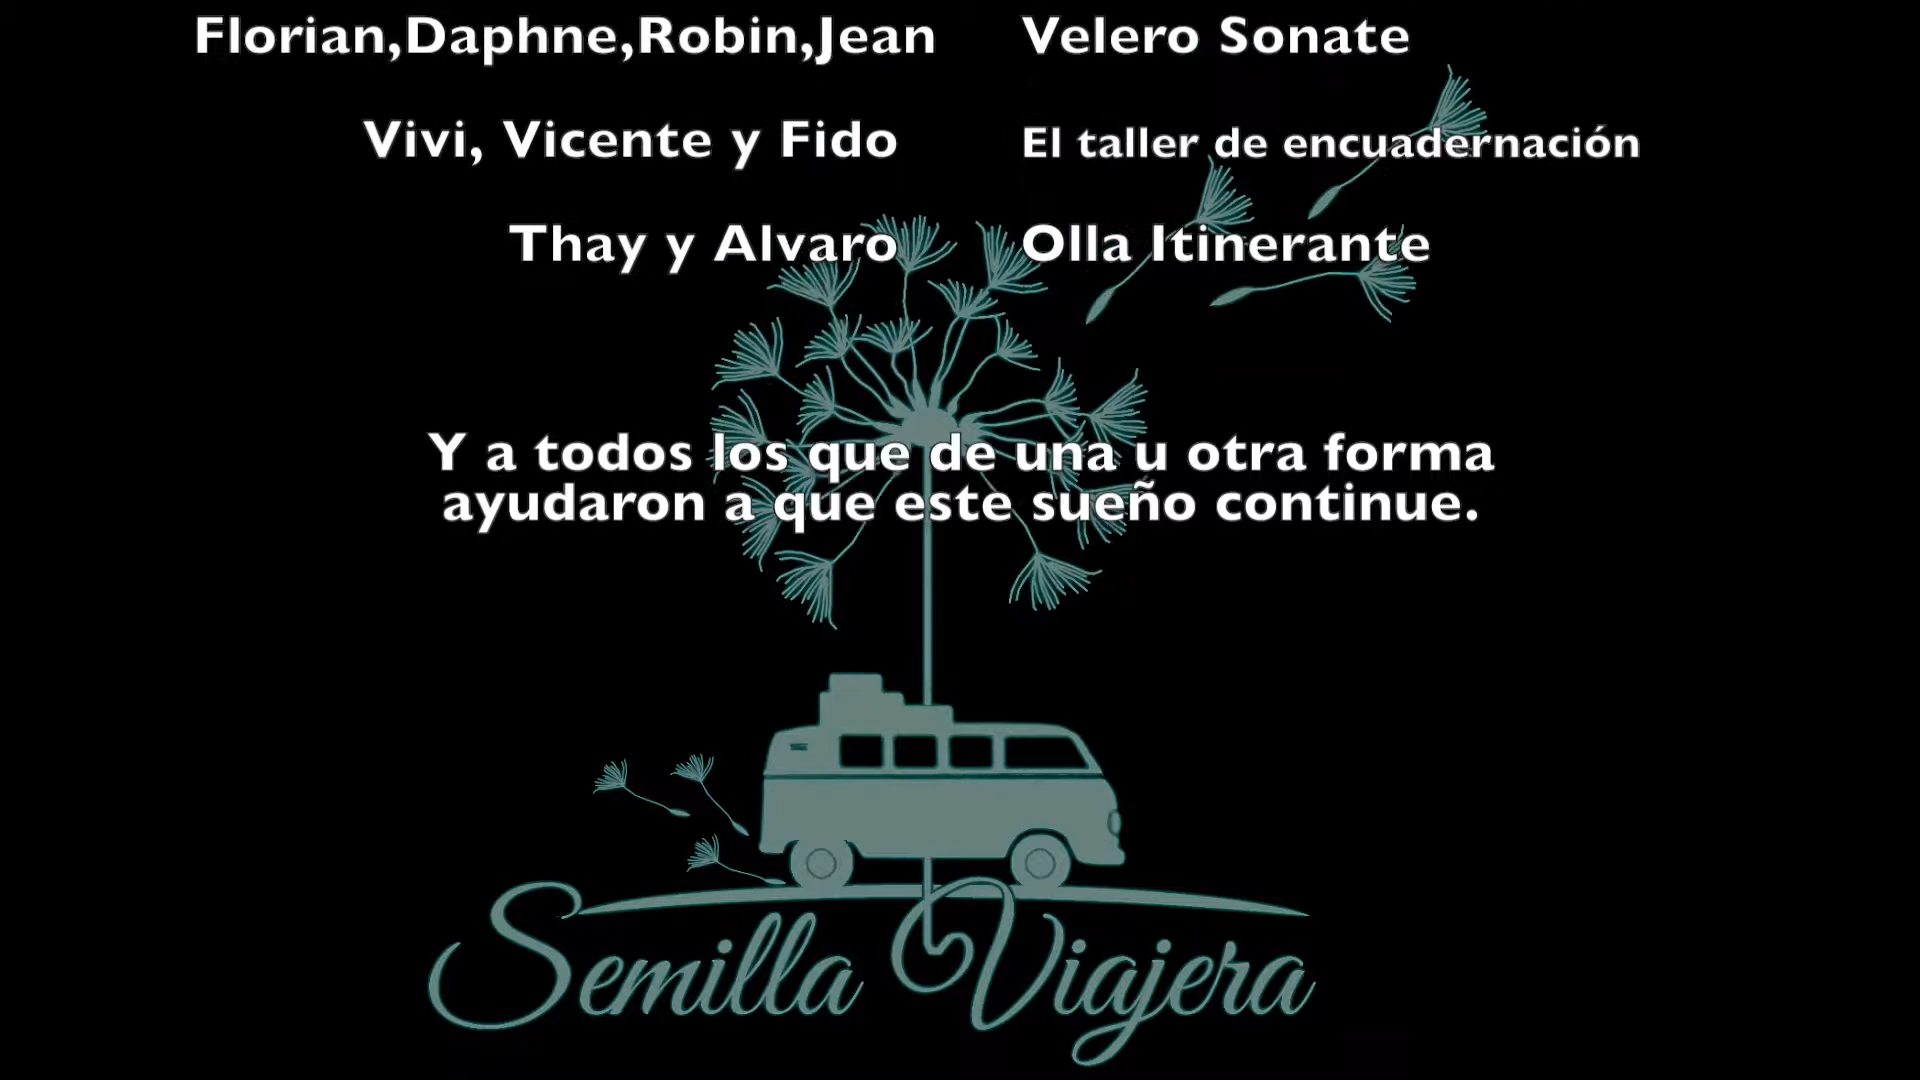 Florian,Daphne,Robin,Jean Velero Sonate
Vivi, Vicente y Fido El taller de encuadernación
Thay y Alvaro Olla Itinerante
Y a todos los que de una u otra forma
ayudaron a que este sueño continue.
Semilla Viajera